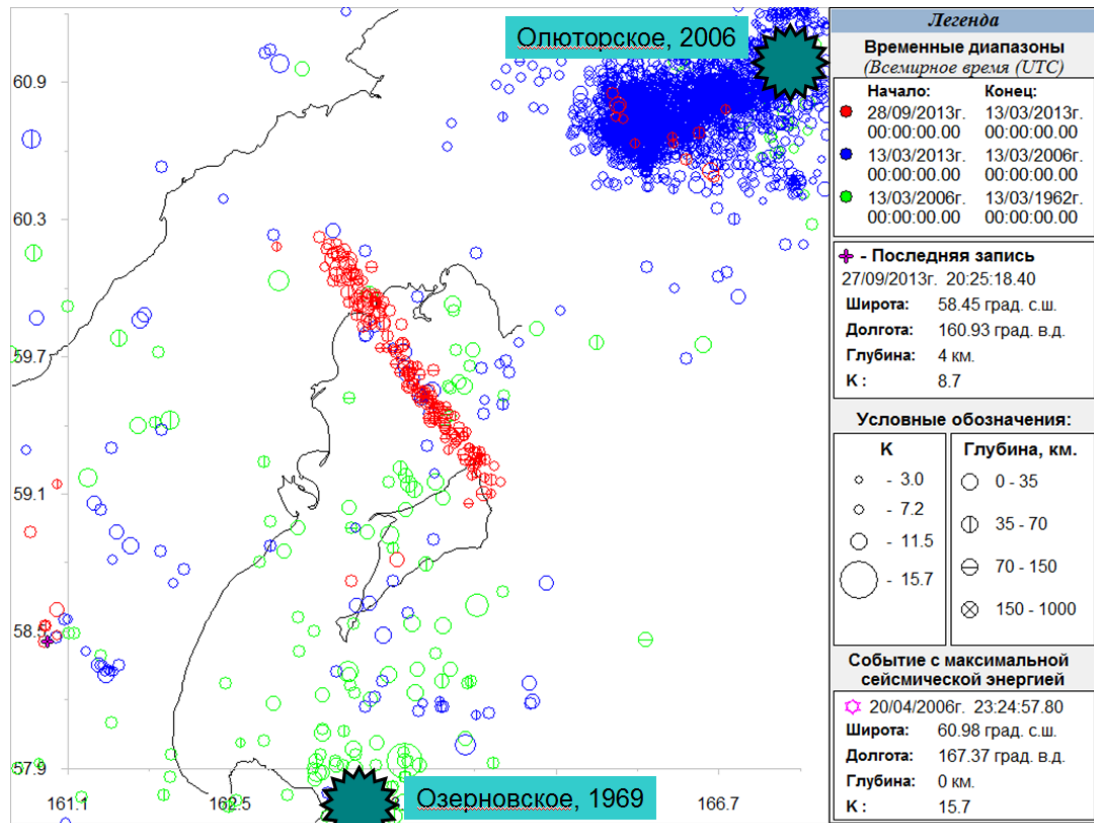 Олюторское, 2006
60.9
60.3
59.7
59.1
58.5
57.9
161.1
162.5
166.7
Озерновское, 1969
Легенда
Временные диапазоны
(Всемирное время (UTC)
Начало: Конец:
28/09/2013г. 13/03/2013г.
00:00:00.00 00:00:00.00
13/03/2013г. 13/03/2006г.
00:00:00.00 00:00:00.00
13/03/2006г. 13/03/1962г.
00:00:00.00 00:00:00.00
- Последняя запись
27/09/2013г. 20:25:18.40
Широта: 58.45 град. с.ш.
Долгота: 160.93 град. в.д.
Глубина: 4 км.
К : 8.7
Условные обозначения:
К
- 3.0
- 7.2
- 11.5
- 15.7
Глубина, км.
0 - 35
35 - 70
70 - 150
150 - 1000
Событие с максимальной
сейсмической энергией
20/04/2006г. 23:24:57.80
Широта: 60.98 град. с.ш.
Долгота: 167.37 град. в.д.
Глубина: 0 км.
К : 15.7